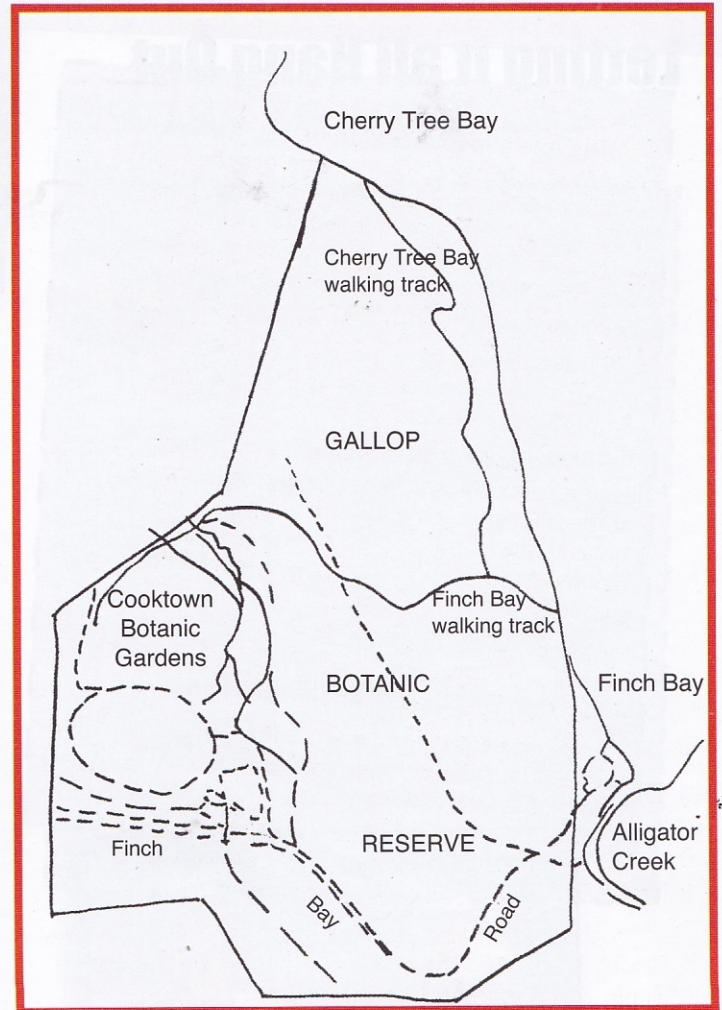 Cherry Tree Bay
Cherry Tree Bay
walking track
GALLOP
Cooktown
Botanic
Gardens
Finch Bay
walking track
BOTANIC
Finch Bay
RESERVE
Alligator
Creek
Finch
Bay
Road